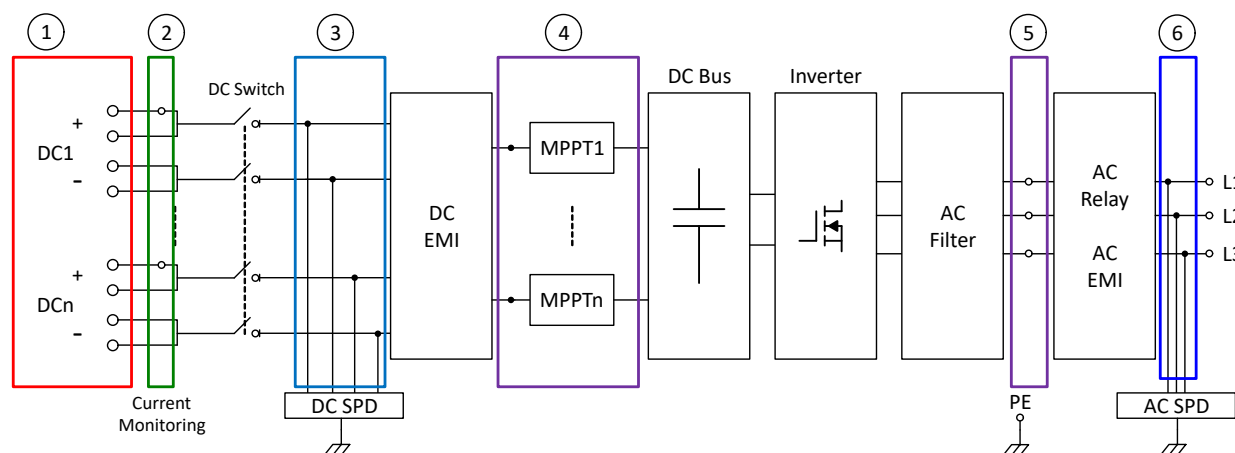 1
2
3
4
5
6
DC Switch
DC Bus
Inverter
+
DC1
-
+
DCn
-
DC
EMI
MPPT1
MPPTn
AC
Filter
AC
Relay
AC
EMI
L1
L2
L3
Current
Monitoring
DC SPD
PE
AC SPD